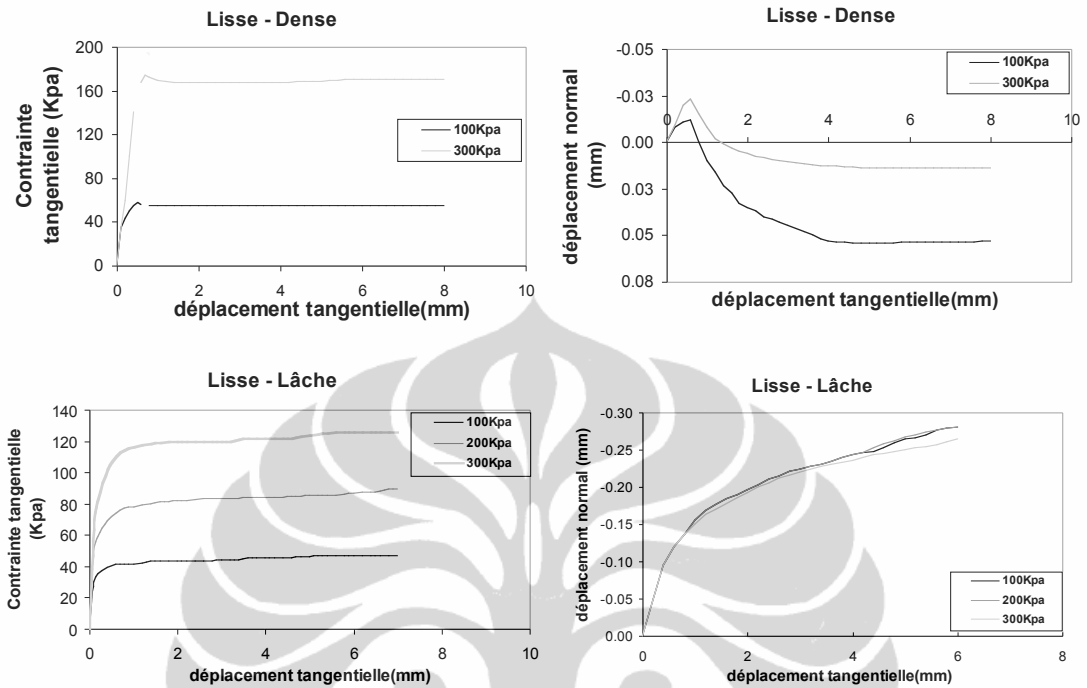 Lisse - Dense
200
160
120
80
40
0
0 2 4 6 8 10
Contrainte
tangentielle (Kpa)
déplacement tangentielle(mm)
100Kpa
300Kpa
Lisse - Dense
-0.05
-0.03
0.00
0.03
0.05
0.08
0 2 4 6 8 10
déplacement normal
(mm)
déplacement tangentielle(mm)
100Kpa
300Kpa
Lisse - Lâche
140
120
100
80
60
40
20
0
0 2 4 6 8 10
Contrainte tangentielle
(Kpa)
déplacement tangentielle(mm)
100Kpa
200Kpa
300Kpa
Lisse - Lâche
-0.30
-0.25
-0.20
-0.15
-0.10
-0.05
0.00
0 2 4 6 8
déplacement normal (mm)
déplacement tangentielle(mm)
100Kpa
200Kpa
300Kpa